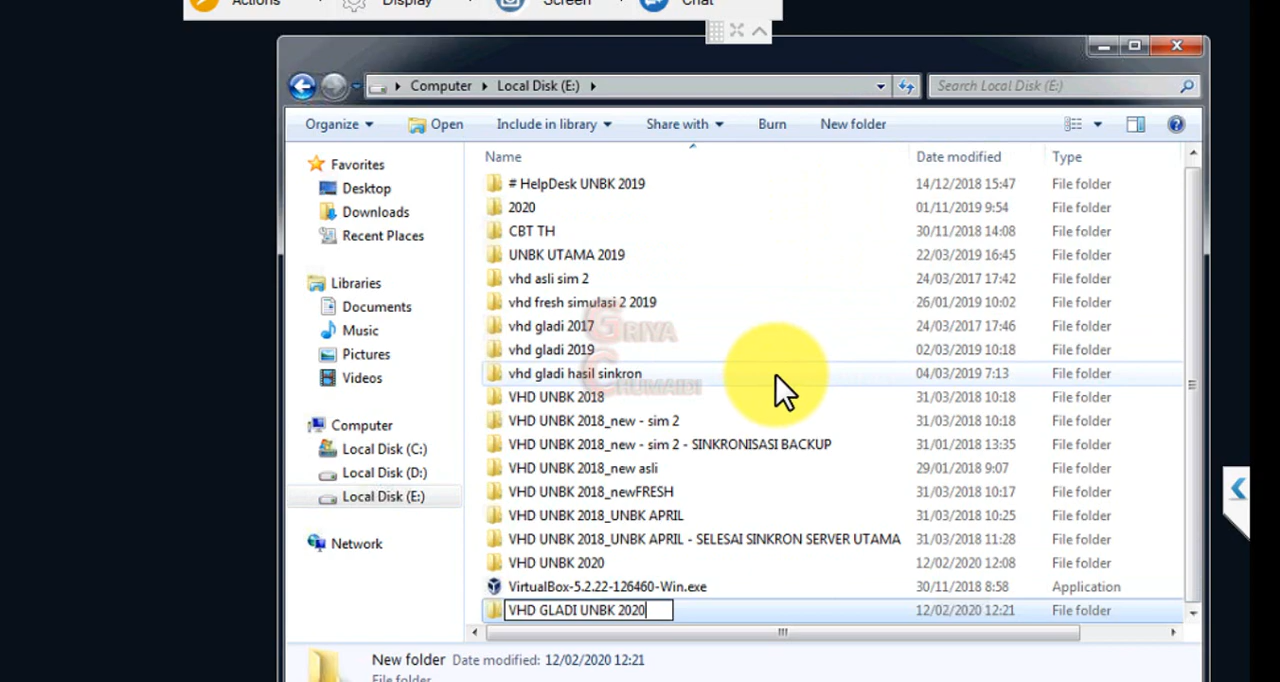 Actions Display Screen Chat
Computer Local Disk (E:) Search Local Disk (E:)
Organize Open Include in library Share with Burn New folder
Name Date modified Type
Favorites
Desktop
Downloads
Recent Places
Libraries
Documents
Music
Pictures
Videos
Computer
Local Disk (C:)
Local Disk (D:)
Local Disk (E:)
Network
# HelpDesk UNBK 2019 14/12/2018 15:47 File folder
2020 01/11/2019 9:54 File folder
CBT TH 30/11/2018 14:08 File folder
UNBK UTAMA 2019 22/03/2019 16:45 File folder
vhd asli sim 2 24/03/2017 17:42 File folder
vhd fresh simulasi 2 2019 26/01/2019 10:02 File folder
vhd gladi 2017 24/03/2017 17:46 File folder
vhd gladi 2019 02/03/2019 10:18 File folder
vhd gladi hasil sinkron 04/03/2019 7:13 File folder
VHD UNBK 2018 31/03/2018 10:18 File folder
VHD UNBK 2018_new - sim 2 31/03/2018 10:18 File folder
VHD UNBK 2018_new - sim 2 - SINKRONISASI BACKUP 31/01/2018 13:35 File folder
VHD UNBK 2018_new asli 29/01/2018 9:07 File folder
VHD UNBK 2018_newFRESH 31/03/2018 10:17 File folder
VHD UNBK 2018_UNBK APRIL 31/03/2018 10:25 File folder
VHD UNBK 2018_UNBK APRIL - SELESAI SINKRON SERVER UTAMA 31/03/2018 11:28 File folder
VHD UNBK 2020 12/02/2020 12:08 File folder
VirtualBox-5.2.22-126460-Win.exe 30/11/2018 8:58 Application
VHD GLADI UNBK 2020 12/02/2020 12:21 File folder
GRIYA
CHUMAIDI
New folder Date modified: 12/02/2020 12:21
File folder